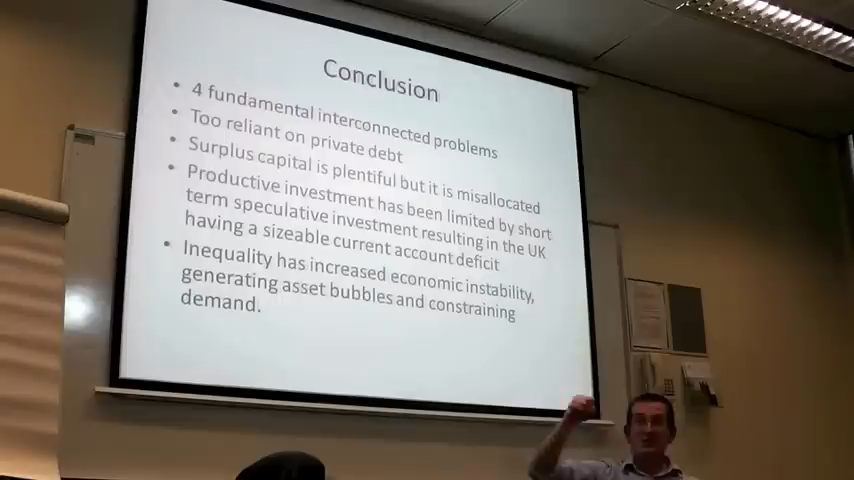 Conclusion
• 4 fundamental interconnected problems
• Too reliant on private debt
• Surplus capital is plentiful but it is misallocated
• Productive investment has been limited by short
term speculative investment resulting in the UK
having a sizeable current account deficit
• Inequality has increased economic instability,
generating asset bubbles and constraining
demand.